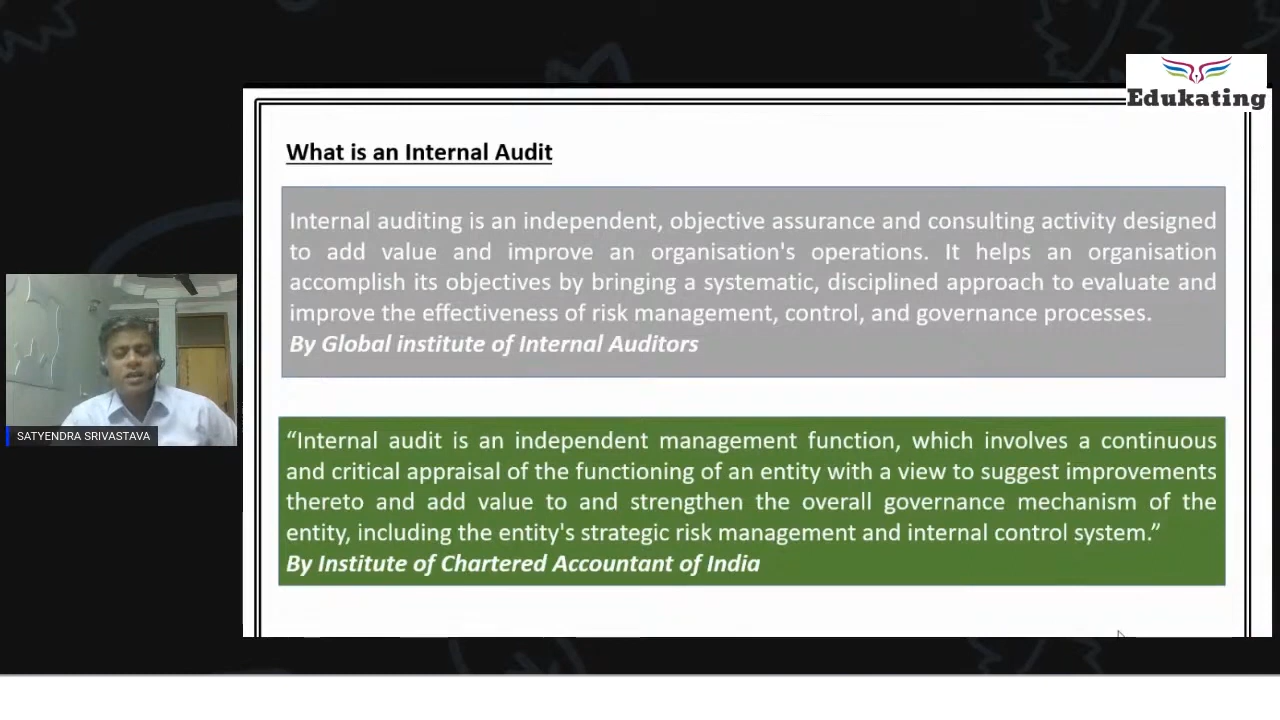 Edukating
What is an Internal Audit
Internal auditing is an independent, objective assurance and consulting activity designed
to add value and improve an organisation's operations. It helps an organisation
accomplish its objectives by bringing a systematic, disciplined approach to evaluate and
improve the effectiveness of risk management, control, and governance processes.
By Global institute of Internal Auditors
SATYENDRA SRIVASTAVA
“Internal audit is an independent management function, which involves a continuous
and critical appraisal of the functioning of an entity with a view to suggest improvements
thereto and add value to and strengthen the overall governance mechanism of the
entity, including the entity's strategic risk management and internal control system.”
By Institute of Chartered Accountant of India